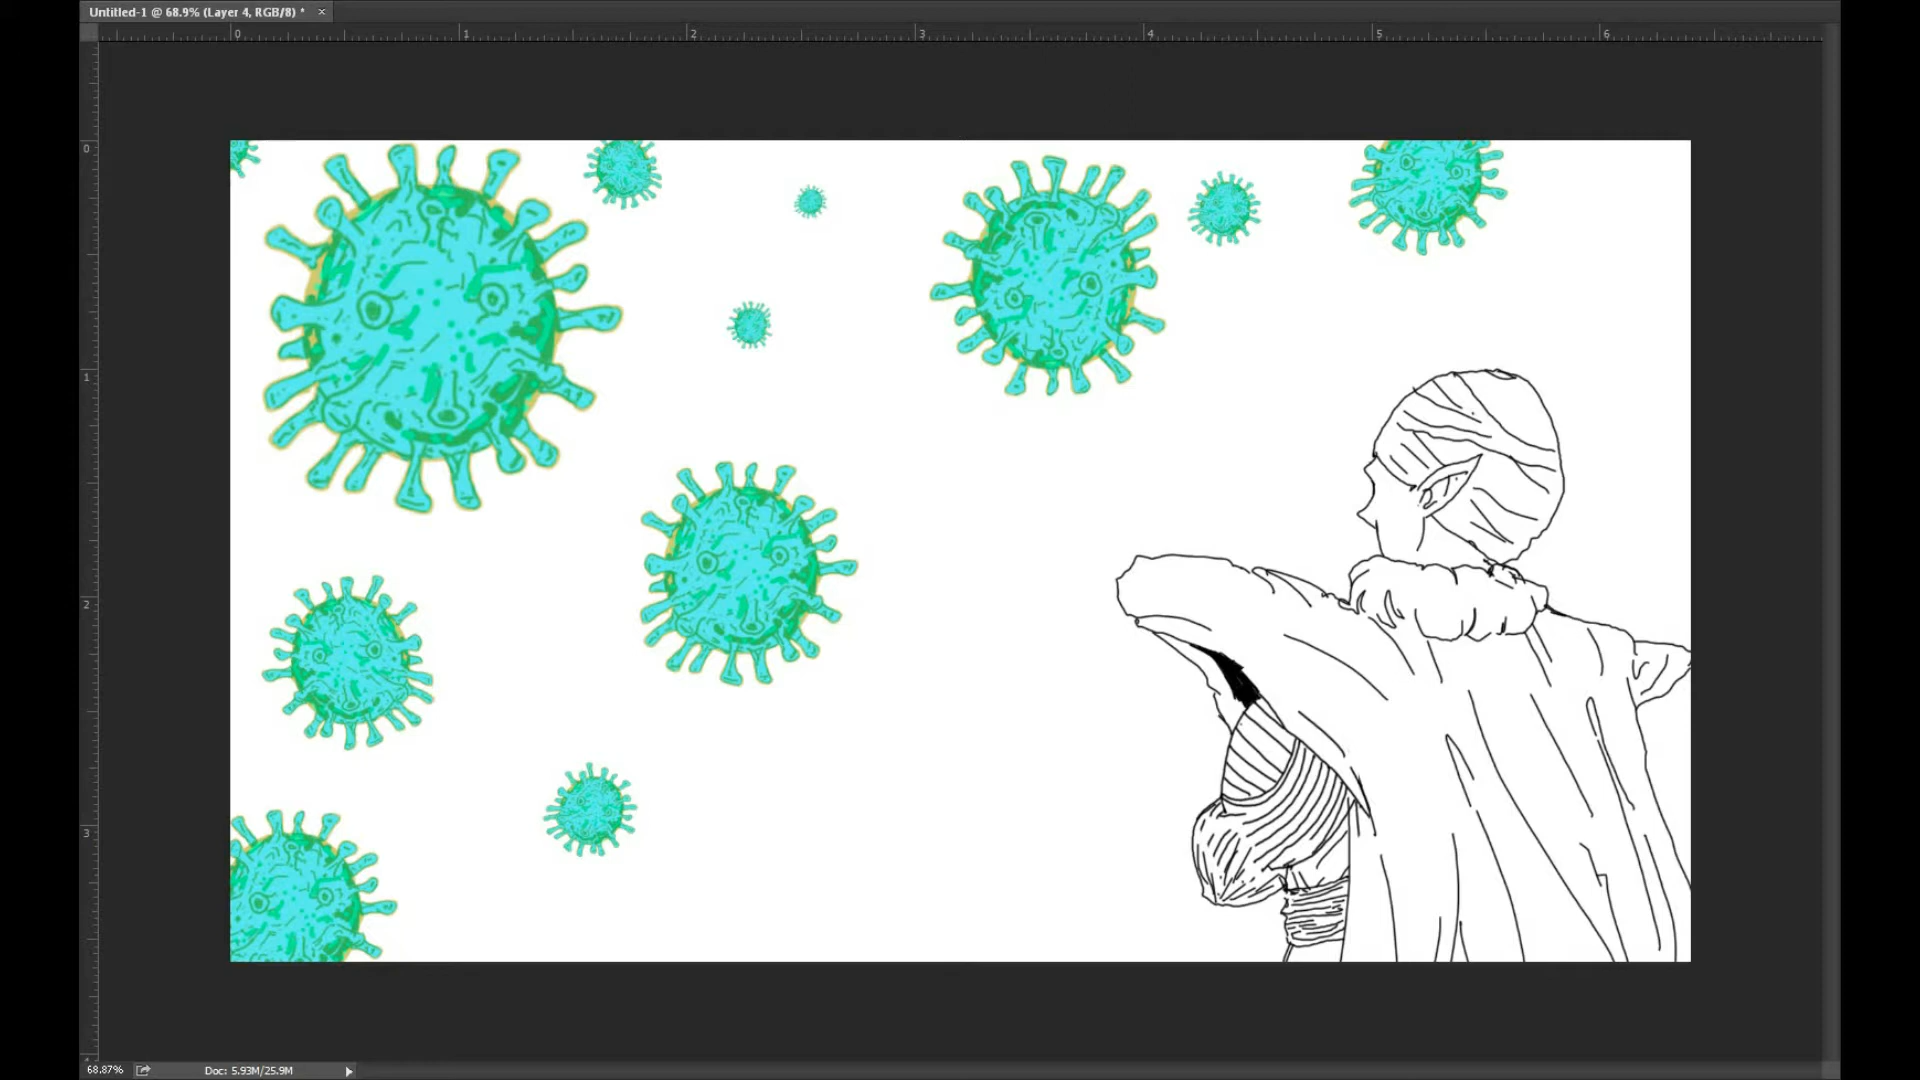 Untitled-1 @ 68.9% (Layer 4, RGB/8) * ×
0 1 2 3 4 5 6
0
1
2
3
68.87% Doc: 5.93M/25.9M